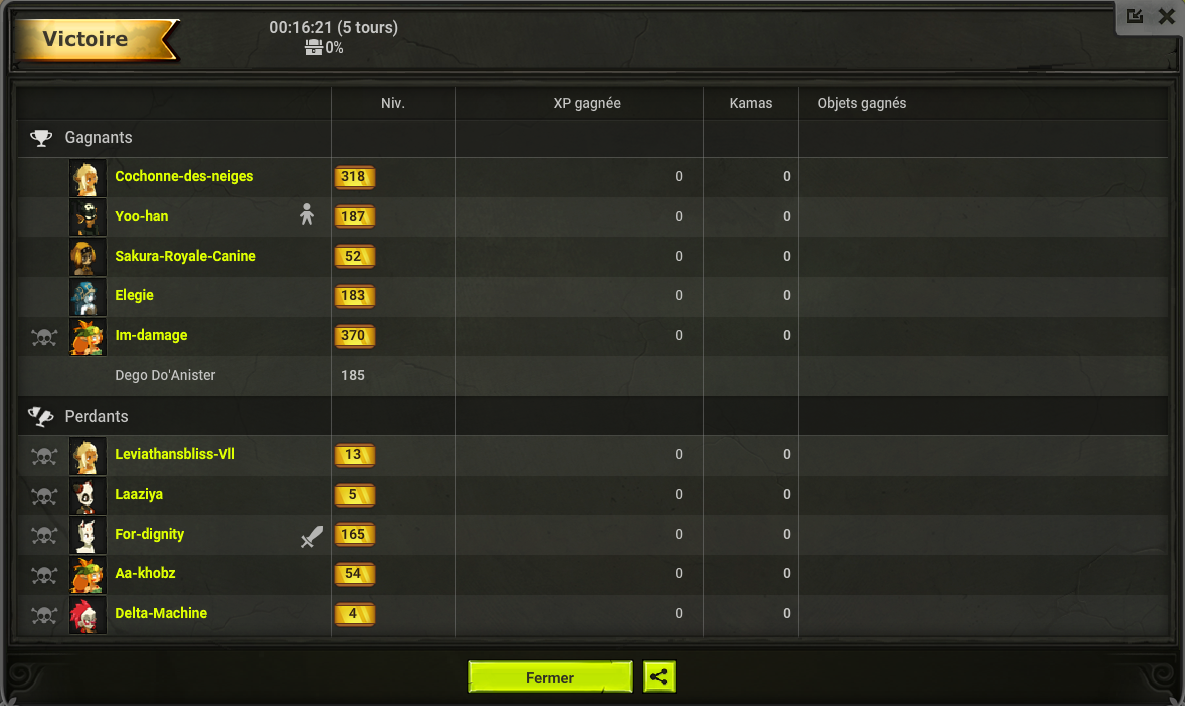 Victoire
00:16:21 (5 tours)
0%
Niv. XP gagnée Kamas Objets gagnés
Gagnants
Cochonne-des-neiges 318 0 0
Yoo-han 187 0 0
Sakura-Royale-Canine 52 0 0
Elegie 183 0 0
Im-damage 370 0 0
Dego Do'Anister 185
Perdants
Leviathansbliss-Vll 13 0 0
Laaziya 5 0 0
For-dignity 165 0 0
Aa-khobz 54 0 0
Delta-Machine 4 0 0
Fermer